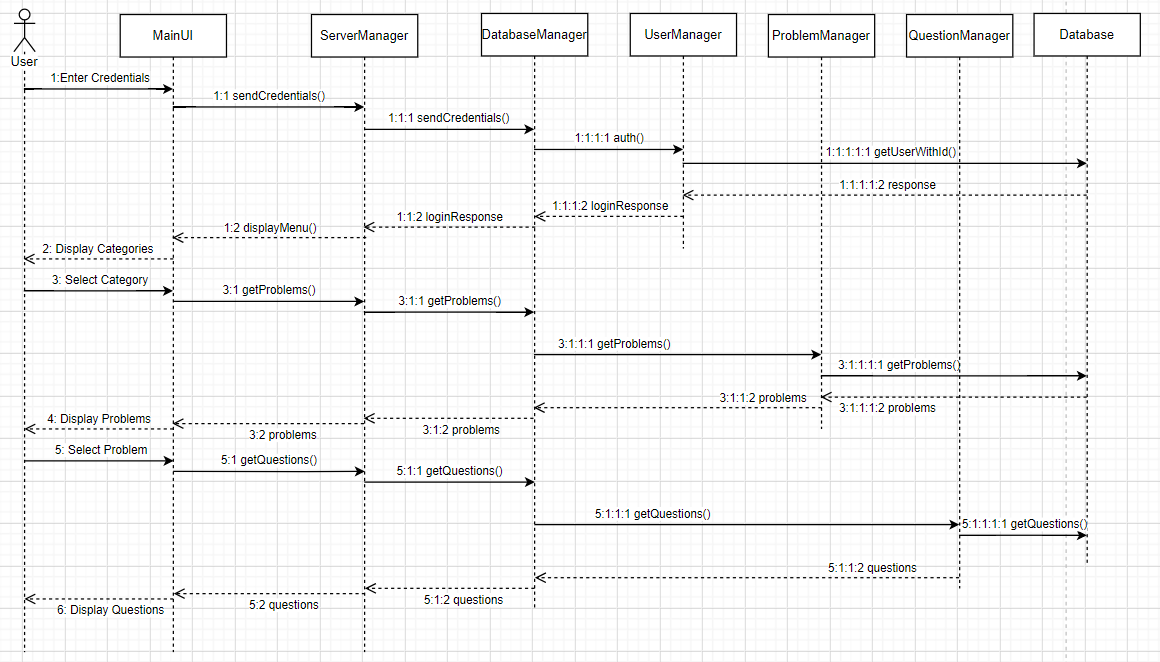 User
MainUI
ServerManager
DatabaseManager
UserManager
ProblemManager
QuestionManager
Database
1:Enter Credentials
1:1 sendCredentials()
1:1:1 sendCredentials()
1:1:1:1 auth()
1:1:1:1:1 getUserWithId()
1:1:1:1:2 response
1:1:1:2 loginResponse
1:1:2 loginResponse
1:2 displayMenu()
2: Display Categories
3: Select Category
3:1 getProblems()
3:1:1 getProblems()
3:1:1:1 getProblems()
3:1:1:1:1 getProblems()
3:1:1:1:2 problems
3:1:1:2 problems
3:1:2 problems
3:2 problems
4: Display Problems
5: Select Problem
5:1 getQuestions()
5:1:1 getQuestions()
5:1:1:1 getQuestions()
5:1:1:1:1 getQuestions()
5:1:1:2 questions
5:1:2 questions
5:2 questions
6: Display Questions